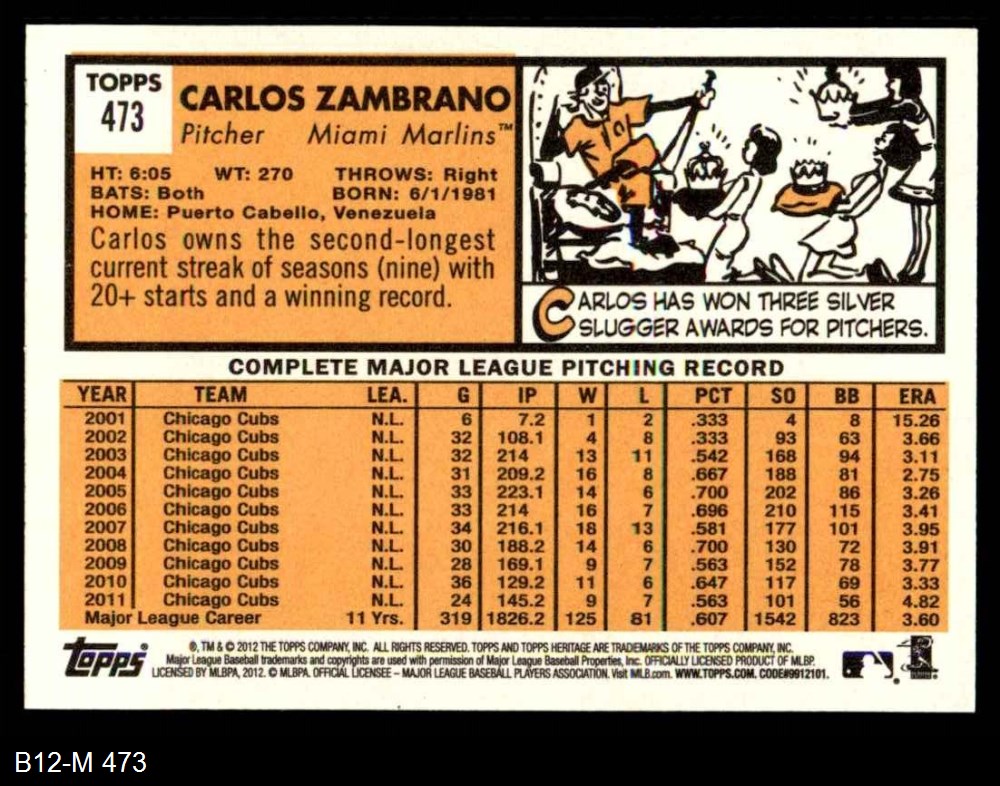 TOPPS
473
CARLOS ZAMBRANO
Pitcher Miami Marlins™
HT: 6:05 WT: 270 THROWS: Right
BATS: Both BORN: 6/1/1981
HOME: Puerto Cabello, Venezuela
Carlos owns the second-longest
current streak of seasons (nine) with
20+ starts and a winning record.
CARLOS HAS WON THREE SILVER
SLUGGER AWARDS FOR PITCHERS.
COMPLETE MAJOR LEAGUE PITCHING RECORD
YEAR TEAM LEA. G IP W L PCT SO BB ERA
2001 Chicago Cubs N.L. 6 7.2 1 2 .333 4 8 15.26
2002 Chicago Cubs N.L. 32 108.1 4 8 .333 93 63 3.66
2003 Chicago Cubs N.L. 32 214 13 11 .542 168 94 3.11
2004 Chicago Cubs N.L. 31 209.2 16 8 .667 188 81 2.75
2005 Chicago Cubs N.L. 33 223.1 14 6 .700 202 86 3.26
2006 Chicago Cubs N.L. 33 214 16 7 .696 210 115 3.41
2007 Chicago Cubs N.L. 34 216.1 18 13 .581 177 101 3.95
2008 Chicago Cubs N.L. 30 188.2 14 6 .700 130 72 3.91
2009 Chicago Cubs N.L. 28 169.1 9 7 .563 152 78 3.77
2010 Chicago Cubs N.L. 36 129.2 11 6 .647 117 69 3.33
2011 Chicago Cubs N.L. 24 145.2 9 7 .563 101 56 4.82
Major League Career 11 Yrs. 319 1826.2 125 81 .607 1542 823 3.60
topps
®, TM & © 2012 THE TOPPS COMPANY, INC. ALL RIGHTS RESERVED. TOPPS AND TOPPS HERITAGE ARE TRADEMARKS OF THE TOPPS COMPANY, INC.
Major League Baseball trademarks and copyrights are used with permission of Major League Baseball Properties, Inc. OFFICIALLY LICENSED PRODUCT OF MLBP.
LICENSED BY MLBPA, 2012. © MLBPA. OFFICIAL LICENSEE – MAJOR LEAGUE BASEBALL PLAYERS ASSOCIATION. Visit MLB.com. WWW.TOPPS.COM. CODE#9912101.
B12-M 473